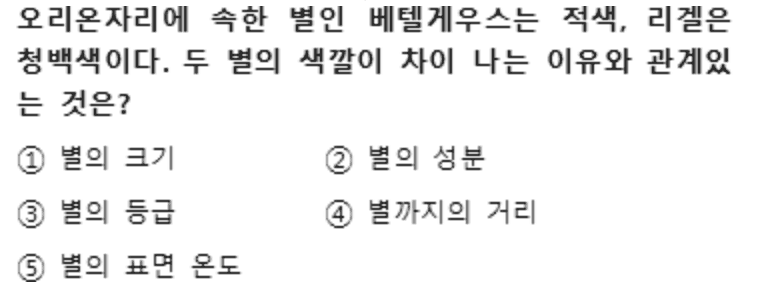 오리온자리에 속한 별인 베텔게우스는 적색, 리겔은
청백색이다. 두 별의 색깔이 차이 나는 이유와 관계있
는 것은?
① 별의 크기 ② 별의 성분
③ 별의 등급 ④ 별까지의 거리
⑤ 별의 표면 온도